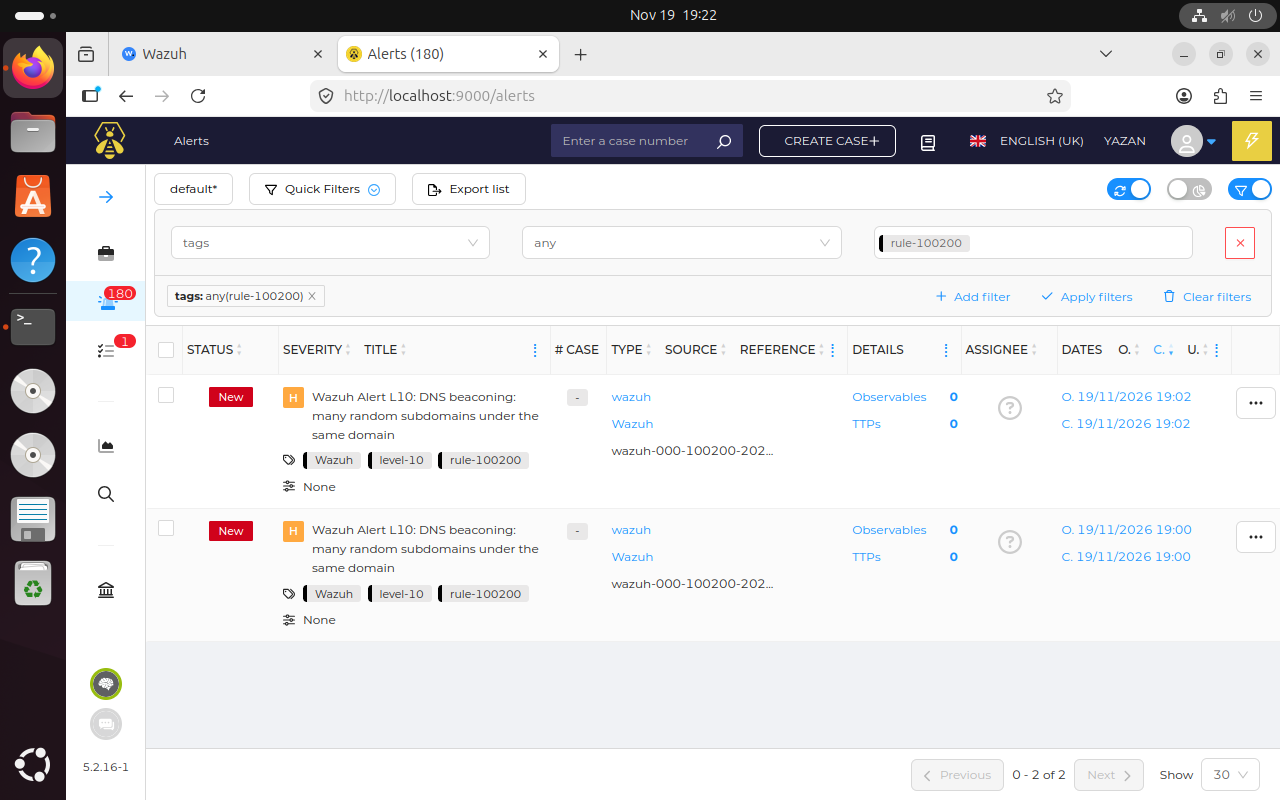 Nov 19 19:22
Wazuh
Alerts (180)
http://localhost:9000/alerts
Alerts
Enter a case number
CREATE CASE+
ENGLISH (UK)
YAZAN
default*
Quick Filters
Export list
tags
any
rule-100200
tags: any(rule-100200)
+ Add filter
Apply filters
Clear filters
180
1
STATUS
SEVERITY
TITLE
# CASE
TYPE
SOURCE
REFERENCE
DETAILS
ASSIGNEE
DATES
O.
C.
U.
New
H
Wazuh Alert L10: DNS beaconing:
many random subdomains under the
same domain
Wazuh
level-10
rule-100200
None
-
wazuh
Wazuh
wazuh-000-100200-202...
Observables 0
TTPs 0
?
O. 19/11/2026 19:02
C. 19/11/2026 19:02
New
H
Wazuh Alert L10: DNS beaconing:
many random subdomains under the
same domain
Wazuh
level-10
rule-100200
None
-
wazuh
Wazuh
wazuh-000-100200-202...
Observables 0
TTPs 0
?
O. 19/11/2026 19:00
C. 19/11/2026 19:00
5.2.16-1
Previous
0 - 2 of 2
Next
Show
30